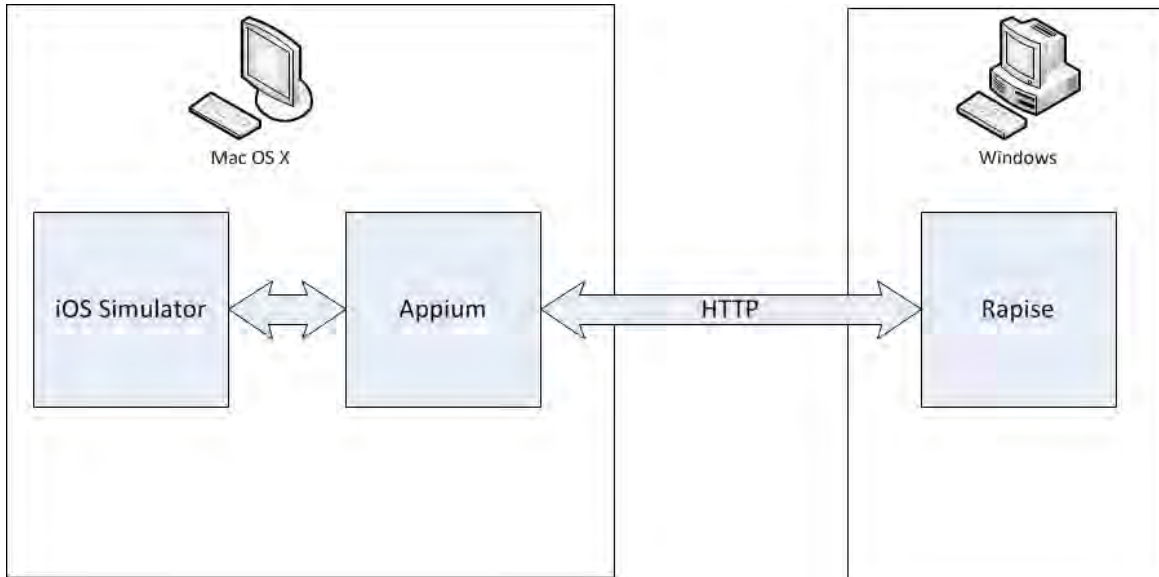 Mac OS X
Windows
iOS Simulator
Appium
HTTP
Rapise